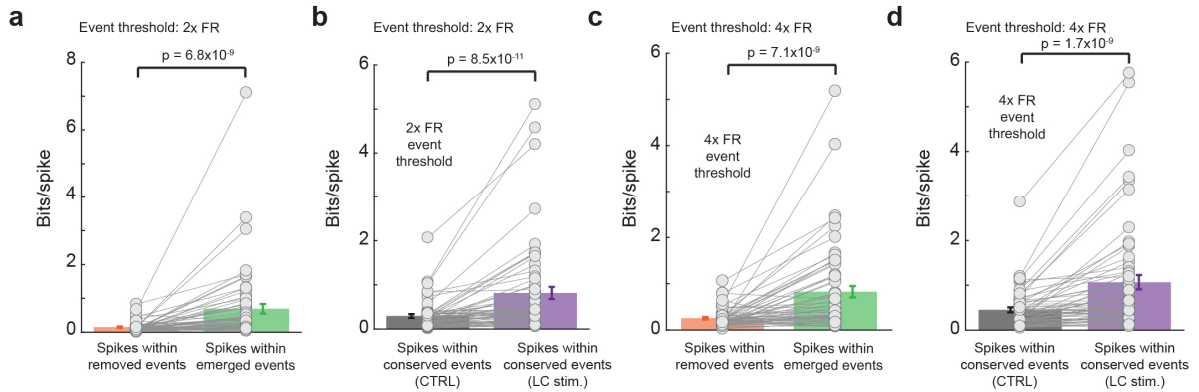 a
Event threshold: 2x FR
p = 6.8x10-9
8
6
4
2
0
Bits/spike
Spikes within
removed events
Spikes within
emerged events
b
Event threshold: 2x FR
p = 8.5x10-11
6
4
2
0
Bits/spike
2x FR
event
threshold
Spikes within
conserved events
(CTRL)
Spikes within
conserved events
(LC stim.)
c
Event threshold: 4x FR
p = 7.1x10-9
6
4
2
0
Bits/spike
4x FR
event
threshold
Spikes within
removed events
Spikes within
emerged events
d
Event threshold: 4x FR
p = 1.7x10-9
6
4
2
0
Bits/spike
4x FR
event
threshold
Spikes within
conserved events
(CTRL)
Spikes within
conserved events
(LC stim.)